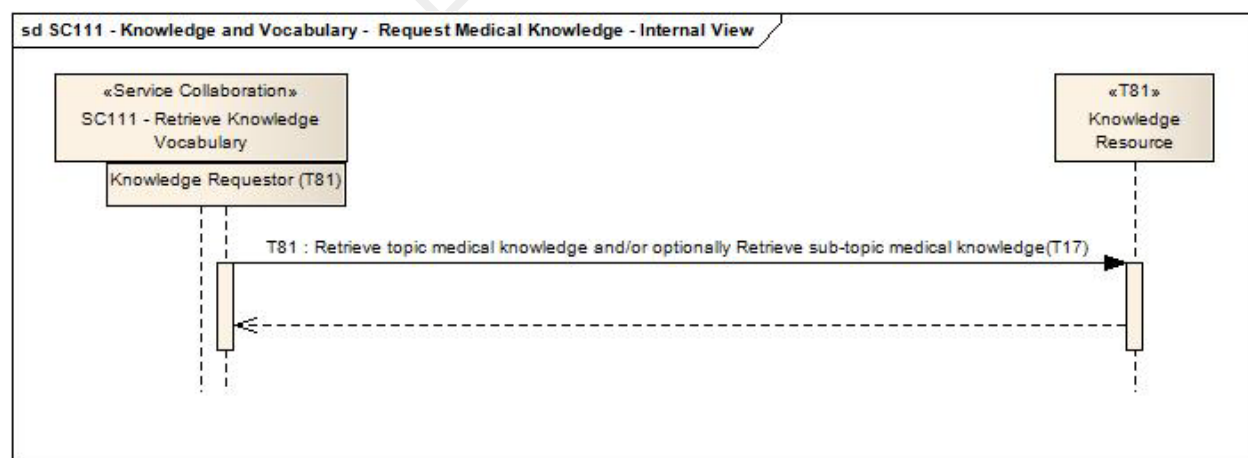 sd SC111 - Knowledge and Vocabulary -  Request Medical Knowledge - Internal View
«Service Collaboration»
SC111 - Retrieve Knowledge
Vocabulary
Knowledge Requestor (T81)
«T81»
Knowledge
Resource
T81 : Retrieve topic medical knowledge and/or optionally Retrieve sub-topic medical knowledge(T17)